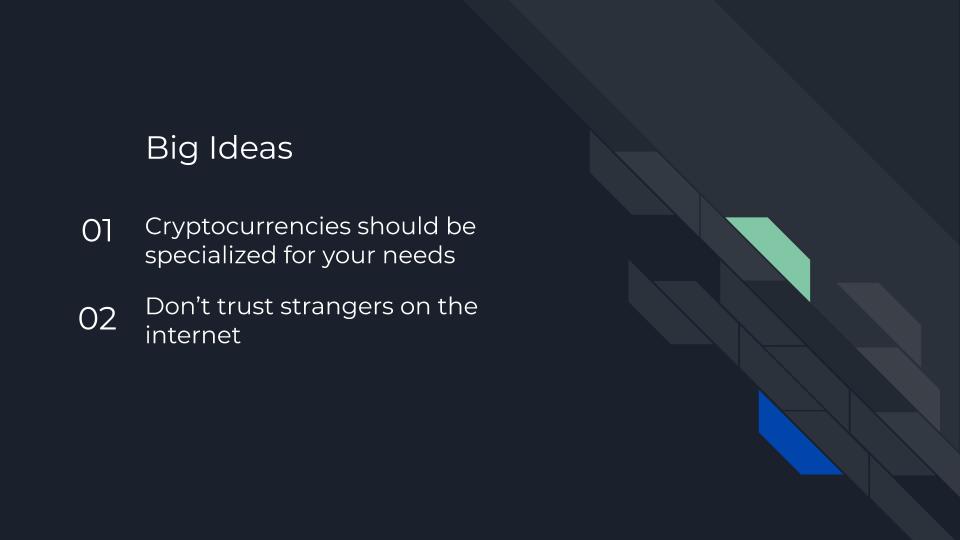 Big Ideas
01 Cryptocurrencies should be
specialized for your needs
02 Don’t trust strangers on the
internet